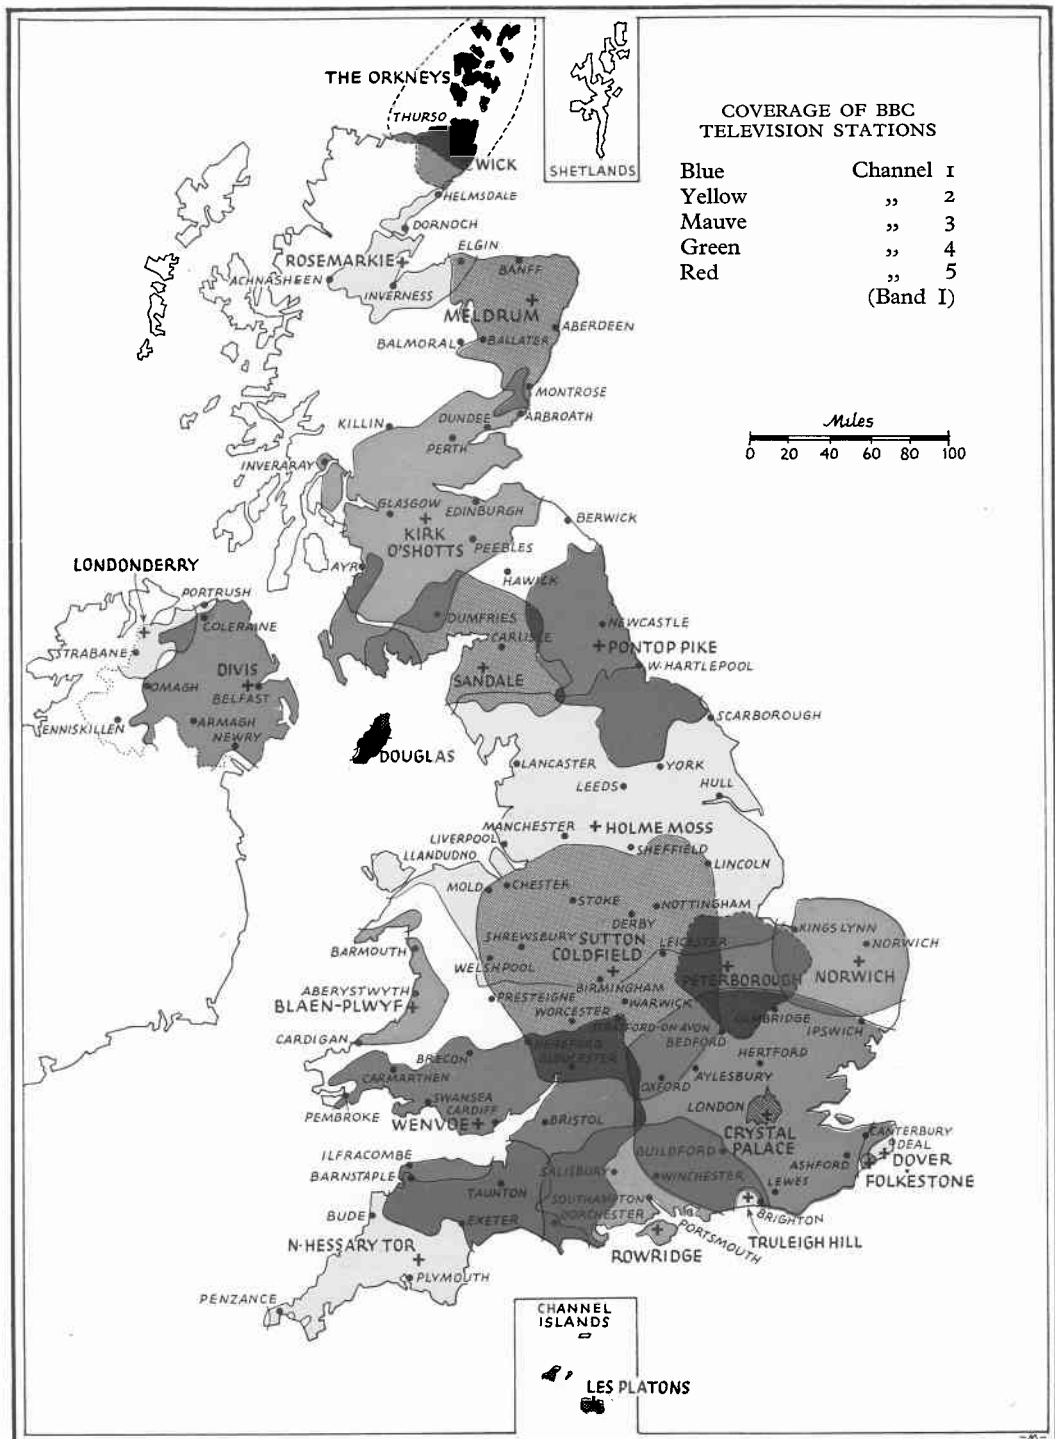 THE ORKNEYS
THURSO
WICK
SHETLANDS
COVERAGE OF BBC
TELEVISION STATIONS
Blue Channel 1
Yellow „ 2
Mauve „ 3
Green „ 4
Red „ 5
(Band I)
HELMSDALE
DORNOCH
ELGIN
ROSEMARKIE
BANFF
ACHNASHEEN
INVERNESS
MELDRUM
ABERDEEN
BALMORAL
BALLATER
MONTROSE
ARBROATH
DUNDEE
KILLIN
PERTH
Miles
0 20 40 60 80 100
INVERARAY
GLASGOW
EDINBURGH
BERWICK
KIRK
O'SHOTTS
PEEBLES
AYR
HAWICK
LONDONDERRY
PORTRUSH
COLERAINE
DUMFRIES
NEWCASTLE
CARLISLE
PONTOP PIKE
STRABANE
W. HARTLEPOOL
DIVIS
SANDALE
OMAGH
BELFAST
ENNISKILLEN
ARMAGH
NEWRY
SCARBOROUGH
DOUGLAS
LANCASTER
YORK
LEEDS
HULL
MANCHESTER
HOLME MOSS
LIVERPOOL
SHEFFIELD
LLANDUDNO
LINCOLN
MOLD
CHESTER
STOKE
NOTTINGHAM
DERBY
KINGS LYNN
SHREWSBURY
SUTTON
COLDFIELD
LEICESTER
NORWICH
BARMOUTH
WELSHPOOL
PETERBOROUGH
NORWICH
BIRMINGHAM
ABERYSTWYTH
BLAEN-PLWYF
PRESTEIGNE
WARWICK
WORCESTER
CAMBRIDGE
STRATFORD-ON-AVON
IPSWICH
CARDIGAN
HEREFORD
BEDFORD
BRECON
GLOUCESTER
HERTFORD
CARMARTHEN
AYLESBURY
OXFORD
SWANSEA
LONDON
PEMBROKE
CARDIFF
WENVOE
BRISTOL
CRYSTAL
PALACE
CANTERBURY
DEAL
GUILDFORD
DOVER
ILFRACOMBE
ASHFORD
BARNSTAPLE
SALISBURY
WINCHESTER
FOLKESTONE
TAUNTON
LEWES
SOUTHAMPTON
BUDE
EXETER
DORCHESTER
BRIGHTON
PORTSMOUTH
N·HESSARY TOR
ROWRIDGE
TRULEIGH HILL
PLYMOUTH
PENZANCE
CHANNEL
ISLANDS
LES PLATONS